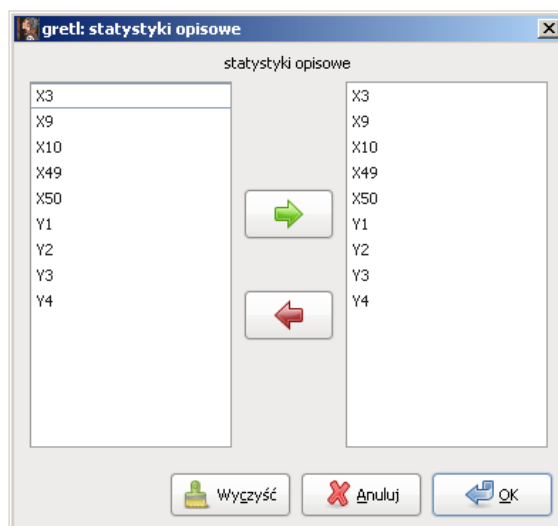 gretl: statystyki opisowe
statystyki opisowe
X3
X9
X10
X49
X50
Y1
Y2
Y3
Y4
X3
X9
X10
X49
X50
Y1
Y2
Y3
Y4
Wyczyść
Anuluj
OK